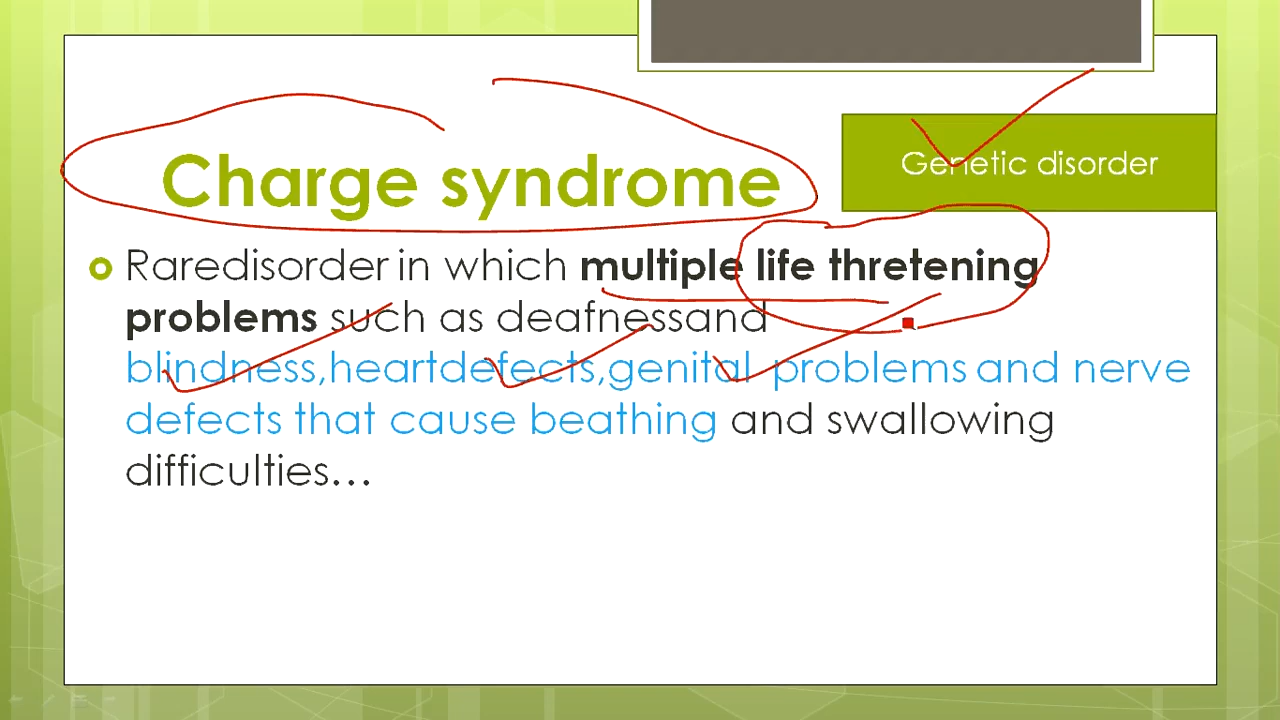 Charge syndrome
Genetic disorder
Raredisorder in which multiple life thretening
problems such as deafnessand
blindness,heartdefects,genital problems and nerve
defects that cause beathing and swallowing
difficulties…